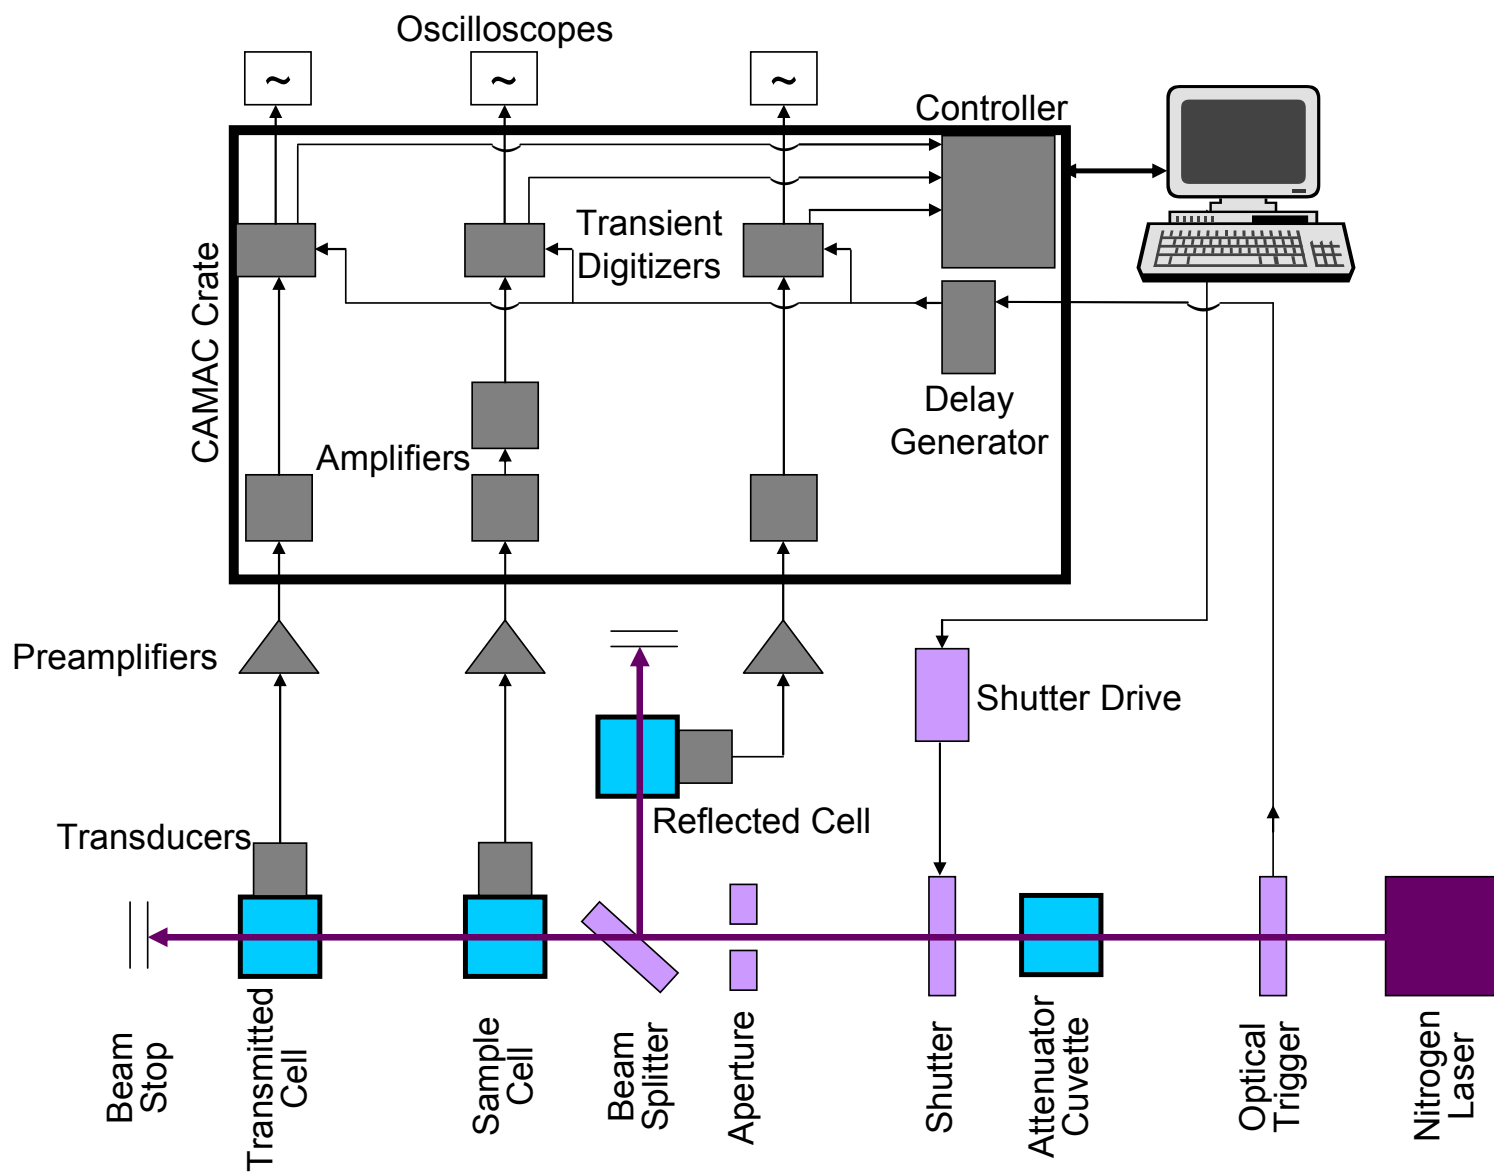 Oscilloscopes
~
~
~
Controller
Transient
Digitizers
CAMAC Crate
Delay
Generator
Amplifiers
Preamplifiers
Shutter Drive
Reflected Cell
Transducers
Beam
Stop
Transmitted
Cell
Sample
Cell
Beam
Splitter
Aperture
Shutter
Attenuator
Cuvette
Optical
Trigger
Nitrogen
Laser